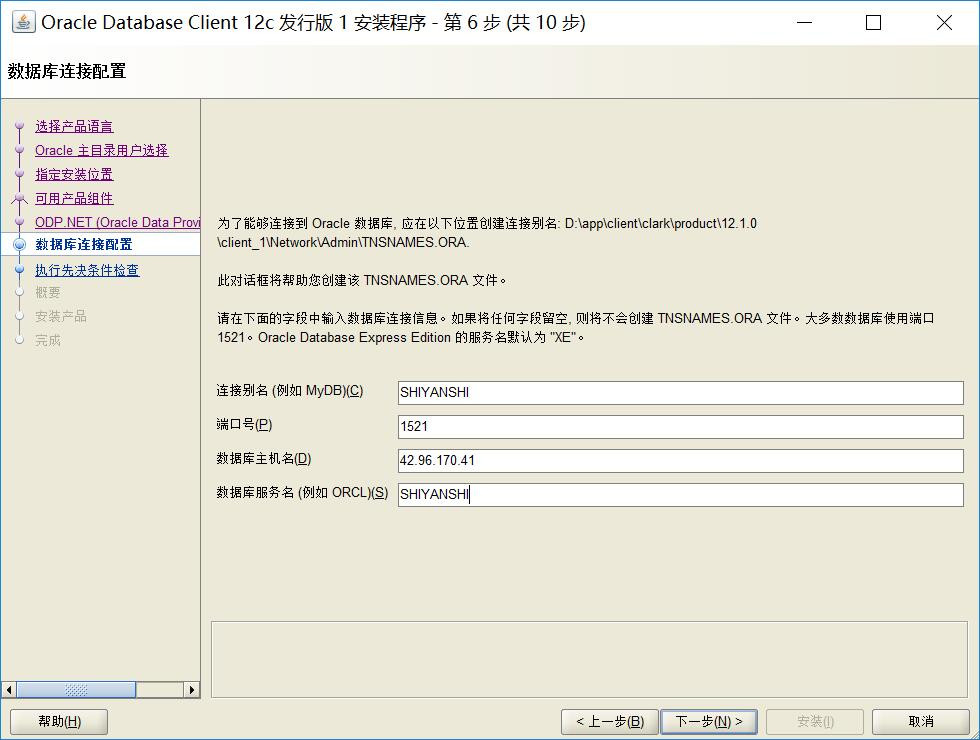 Oracle Database Client 12c 发行版 1 安装程序 - 第 6 步 (共 10 步)
数据库连接配置
选择产品语言
Oracle 主目录用户选择
指定安装位置
可用产品组件
ODP.NET (Oracle Data Provi
数据库连接配置
执行先决条件检查
概要
安装产品
完成
为了能够连接到 Oracle 数据库, 应在以下位置创建连接别名: D:\app\client\clark\product\12.1.0
\client_1\Network\Admin\TNSNAMES.ORA.
此对话框将帮助您创建该 TNSNAMES.ORA 文件。
请在下面的字段中输入数据库连接信息。如果将任何字段留空, 则将不会创建 TNSNAMES.ORA 文件。大多数数据库使用端口
1521。Oracle Database Express Edition 的服务名默认为 "XE"。
连接别名 (例如 MyDB)(C) SHIYANSHI
端口号(P) 1521
数据库主机名(D) 42.96.170.41
数据库服务名 (例如 ORCL)(S) SHIYANSHI
帮助(H) < 上一步(B) 下一步(N) > 安装(I) 取消